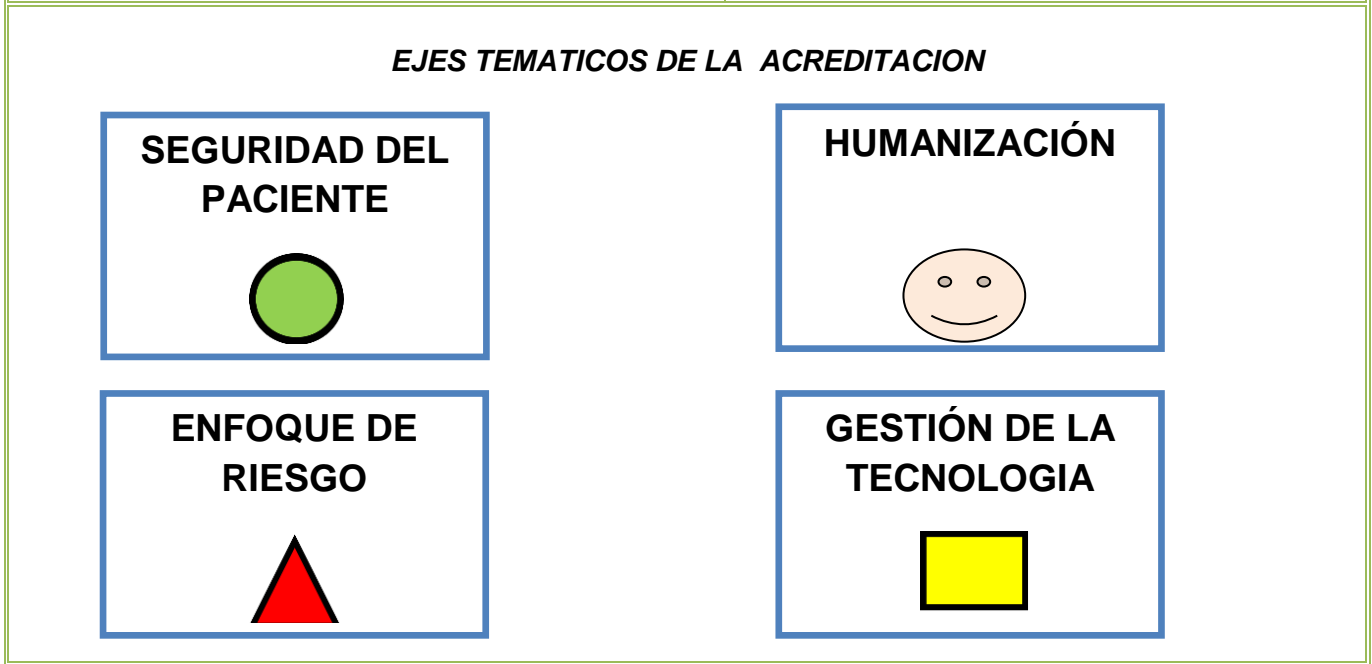 EJES TEMATICOS DE LA ACREDITACION
SEGURIDAD DEL
PACIENTE
HUMANIZACIÓN
ENFOQUE DE
RIESGO
GESTIÓN DE LA
TECNOLOGIA